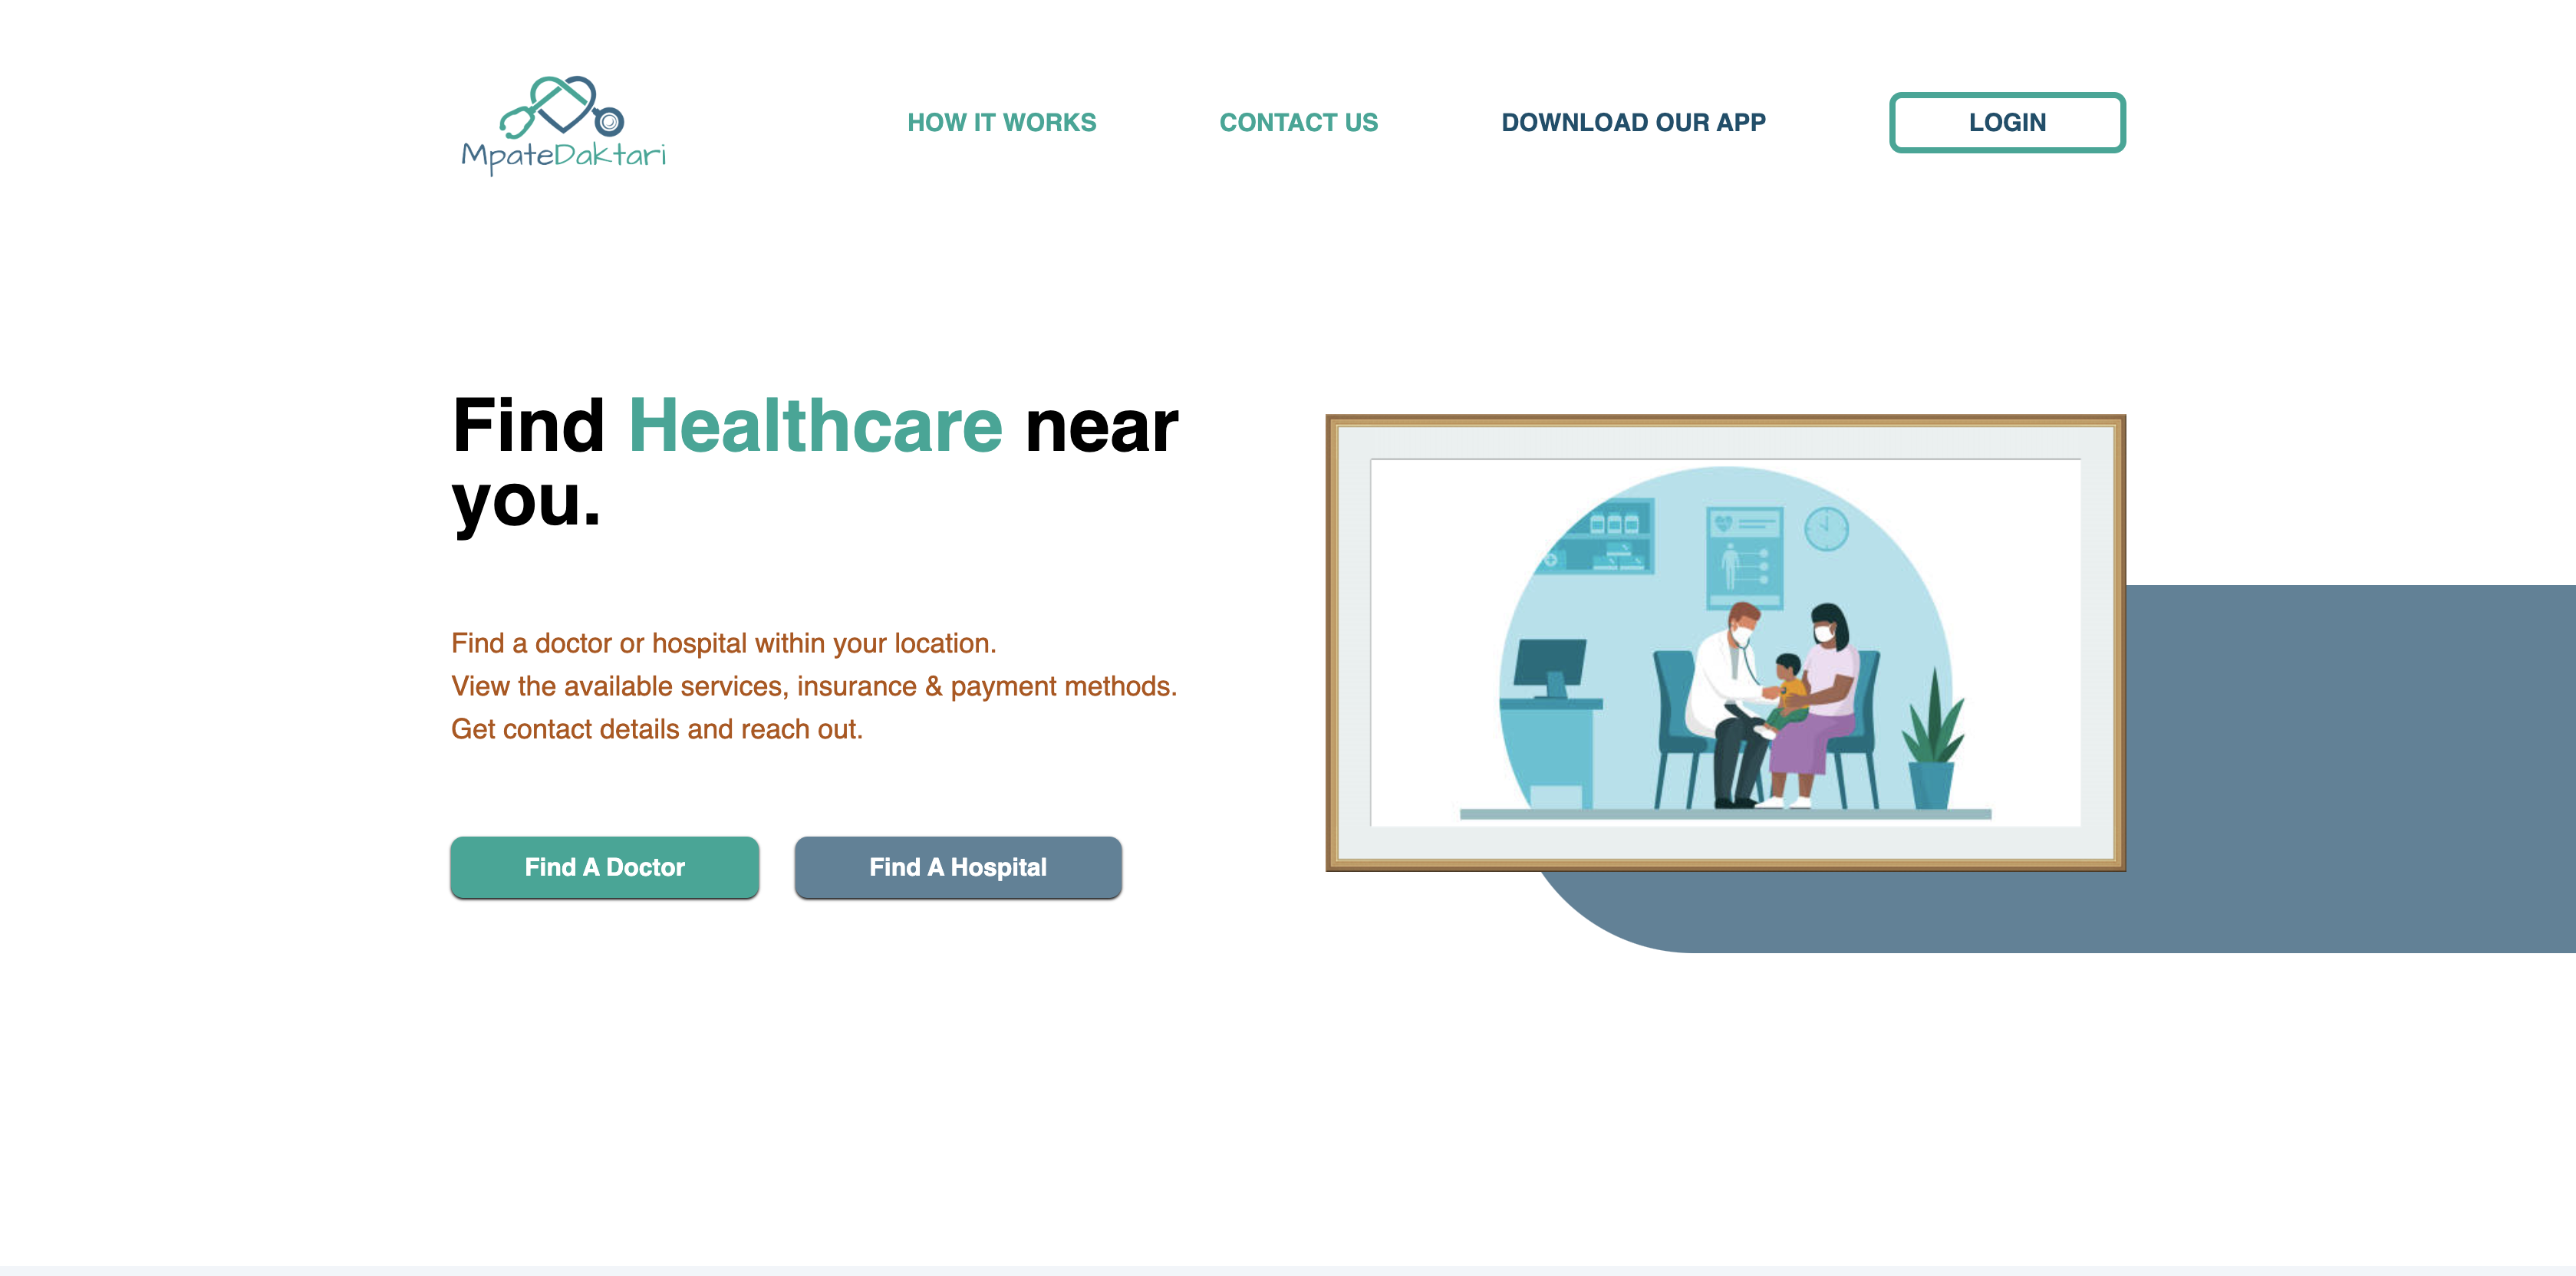 MpateDaktari
HOW IT WORKS
CONTACT US
DOWNLOAD OUR APP
LOGIN
Find Healthcare near
you.
Find a doctor or hospital within your location.
View the available services, insurance & payment methods.
Get contact details and reach out.
Find A Doctor
Find A Hospital